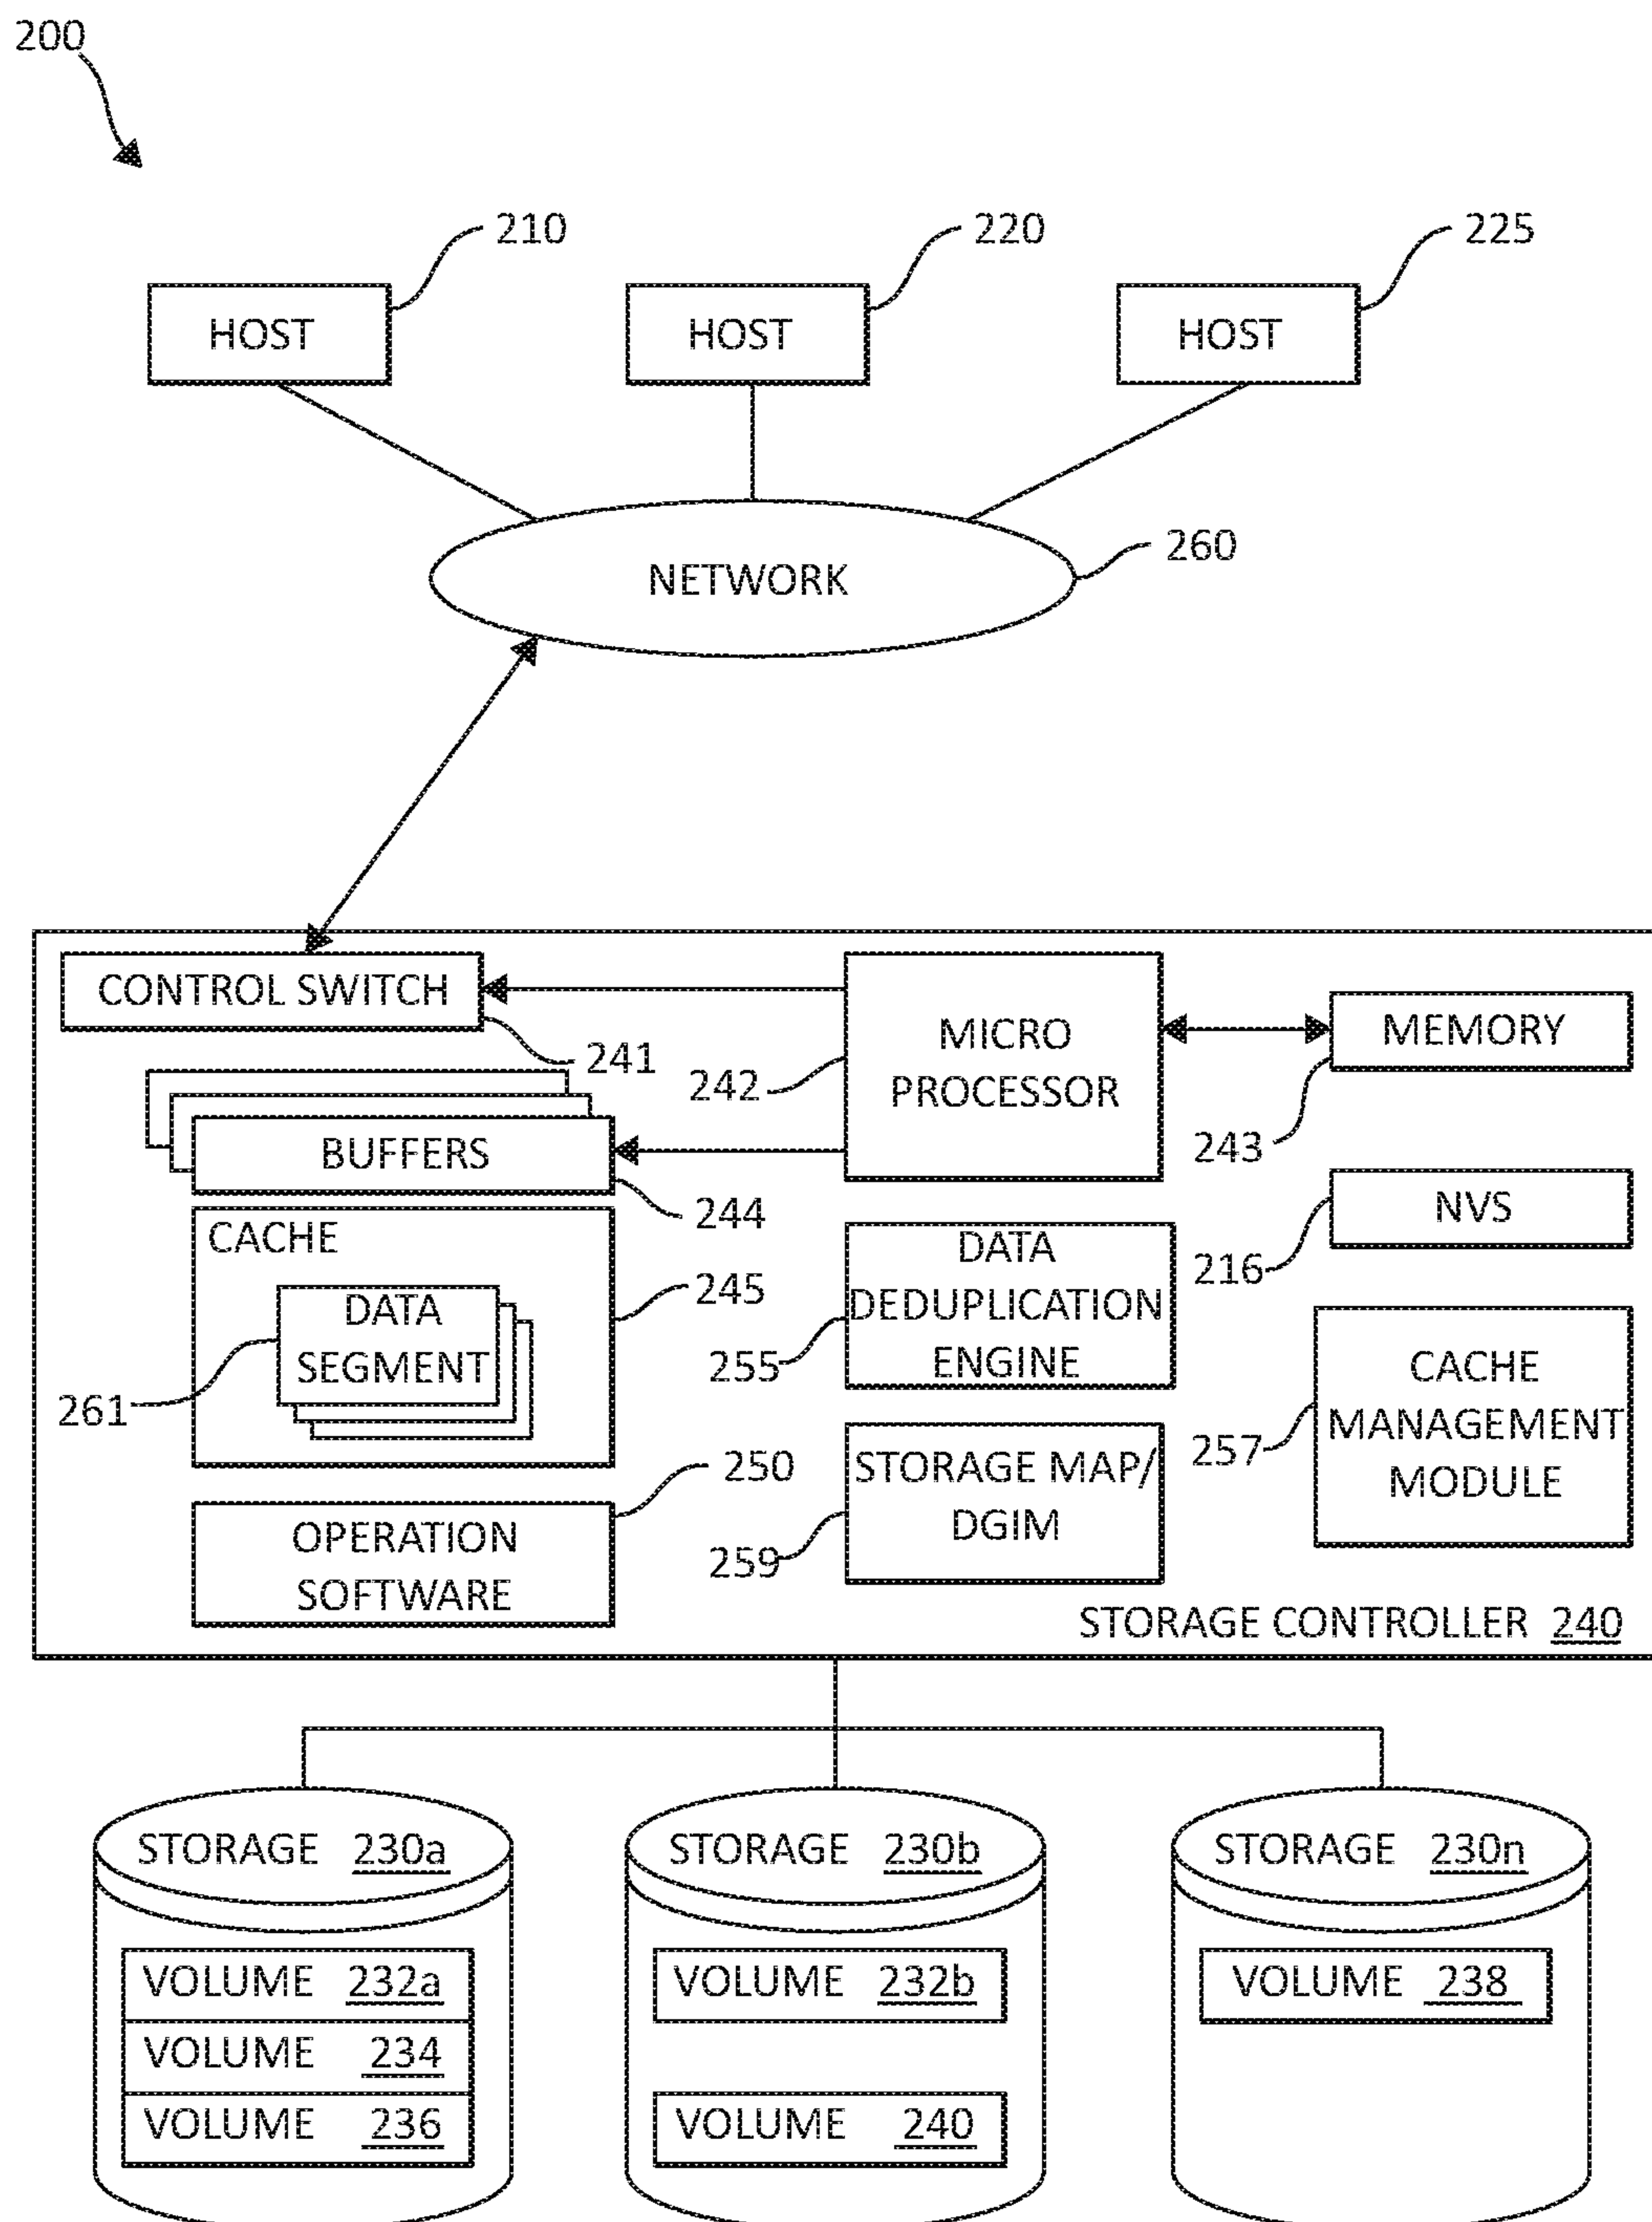 200
210
220
225
HOST
HOST
HOST
260
NETWORK
CONTROL SWITCH
241
MICRO
PROCESSOR
242
MEMORY
243
BUFFERS
244
NVS
216
CACHE
245
DATA
SEGMENT
261
DATA
DEDUPLICATION
ENGINE
255
CACHE
MANAGEMENT
MODULE
257
250
OPERATION
SOFTWARE
STORAGE MAP/
DGIM
259
STORAGE CONTROLLER 240
STORAGE 230a
STORAGE 230b
STORAGE 230n
VOLUME 232a
VOLUME 234
VOLUME 236
VOLUME 232b
VOLUME 240
VOLUME 238